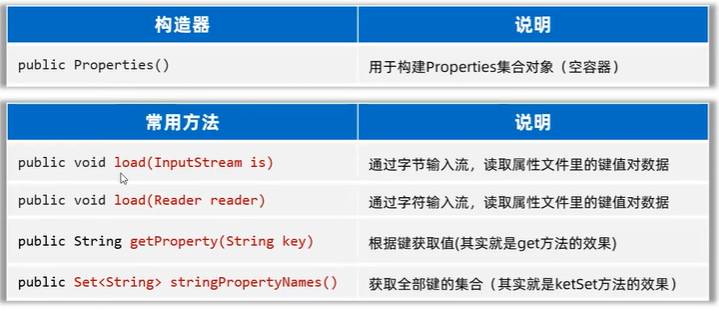 构造器 说明
public Properties() 用于构建Properties集合对象（空容器）
常用方法 说明
public void load(InputStream is) 通过字节输入流，读取属性文件里的键值对数据
public void load(Reader reader) 通过字符输入流，读取属性文件里的键值对数据
public String getProperty(String key) 根据键获取值(其实就是get方法的效果)
public Set<String> stringPropertyNames() 获取全部键的集合（其实就是ketSet方法的效果）